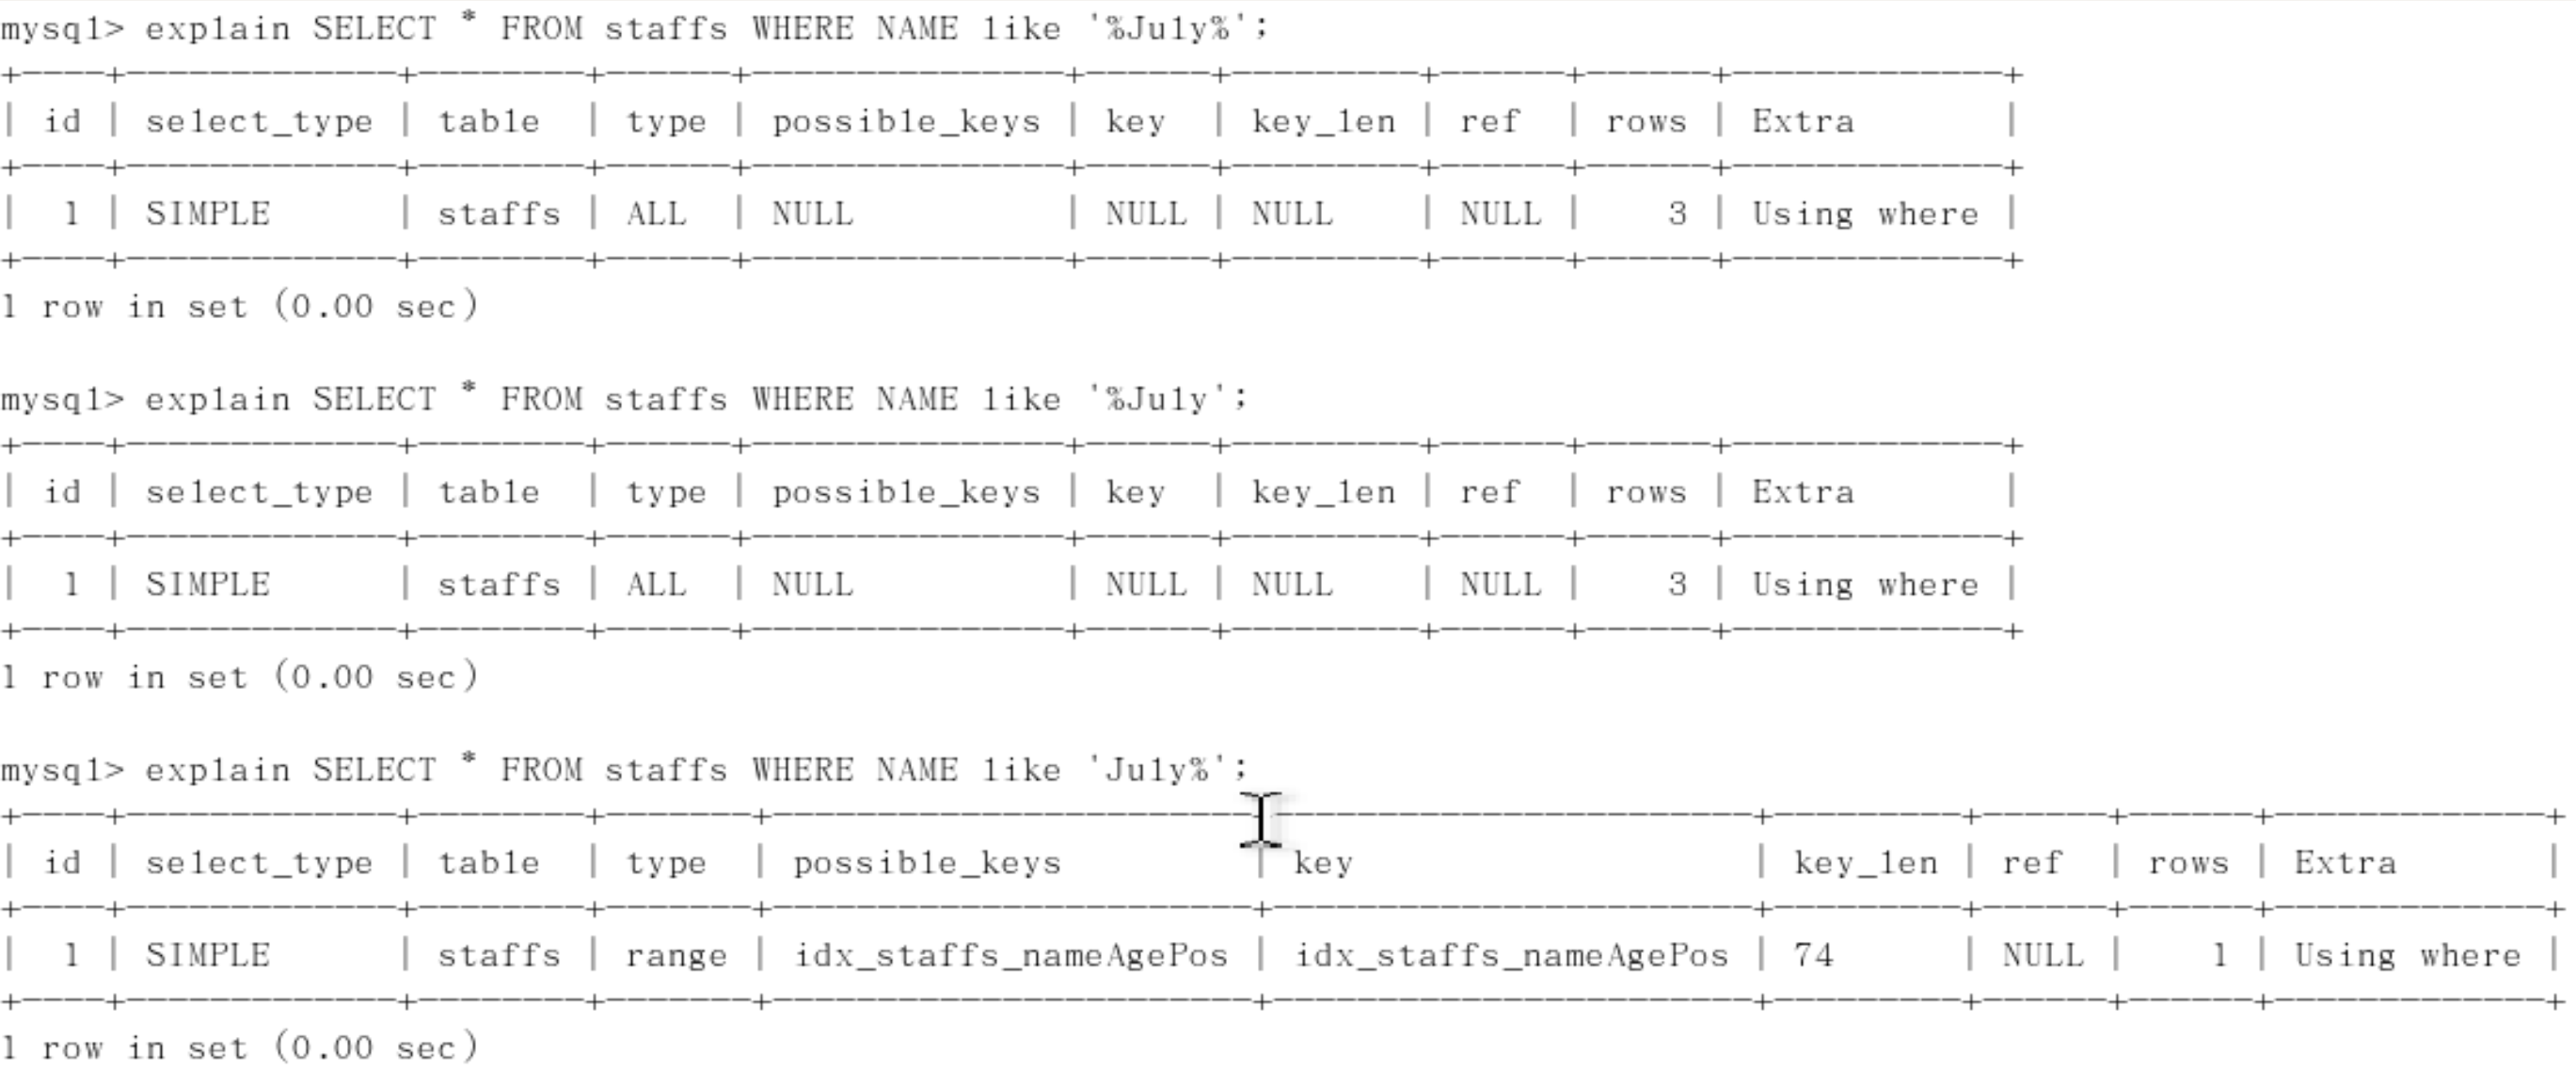 mysql> explain SELECT * FROM staffs WHERE NAME like '%July%';
+----+-------------+--------+------+---------------+------+---------+------+------+-------------+
| id | select_type | table  | type | possible_keys | key  | key_len | ref  | rows | Extra       |
+----+-------------+--------+------+---------------+------+---------+------+------+-------------+
|  1 | SIMPLE      | staffs | ALL  | NULL          | NULL | NULL    | NULL |    3 | Using where |
+----+-------------+--------+------+---------------+------+---------+------+------+-------------+
1 row in set (0.00 sec)
mysql> explain SELECT * FROM staffs WHERE NAME like '%July';
+----+-------------+--------+------+---------------+------+---------+------+------+-------------+
| id | select_type | table  | type | possible_keys | key  | key_len | ref  | rows | Extra       |
+----+-------------+--------+------+---------------+------+---------+------+------+-------------+
|  1 | SIMPLE      | staffs | ALL  | NULL          | NULL | NULL    | NULL |    3 | Using where |
+----+-------------+--------+------+---------------+------+---------+------+------+-------------+
1 row in set (0.00 sec)
mysql> explain SELECT * FROM staffs WHERE NAME like 'July%';
+----+-------------+--------+-------+-----------------------+-----------------------+---------+------+------+-------------+
| id | select_type | table  | type  | possible_keys         | key                   | key_len | ref  | rows | Extra       |
+----+-------------+--------+-------+-----------------------+-----------------------+---------+------+------+-------------+
|  1 | SIMPLE      | staffs | range | idx_staffs_nameAgePos | idx_staffs_nameAgePos | 74      | NULL |    1 | Using where |
+----+-------------+--------+-------+-----------------------+-----------------------+---------+------+------+-------------+
1 row in set (0.00 sec)